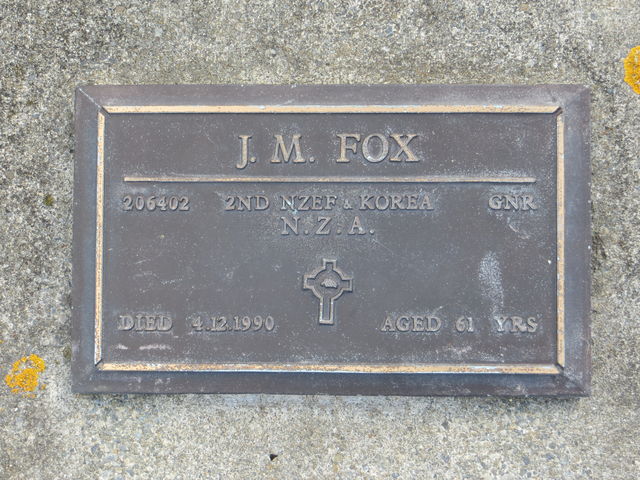 J. M. FOX
206402 2ND NZEF & KOREA GNR
N.Z.A.
DIED 4.12.1990 AGED 61 YRS